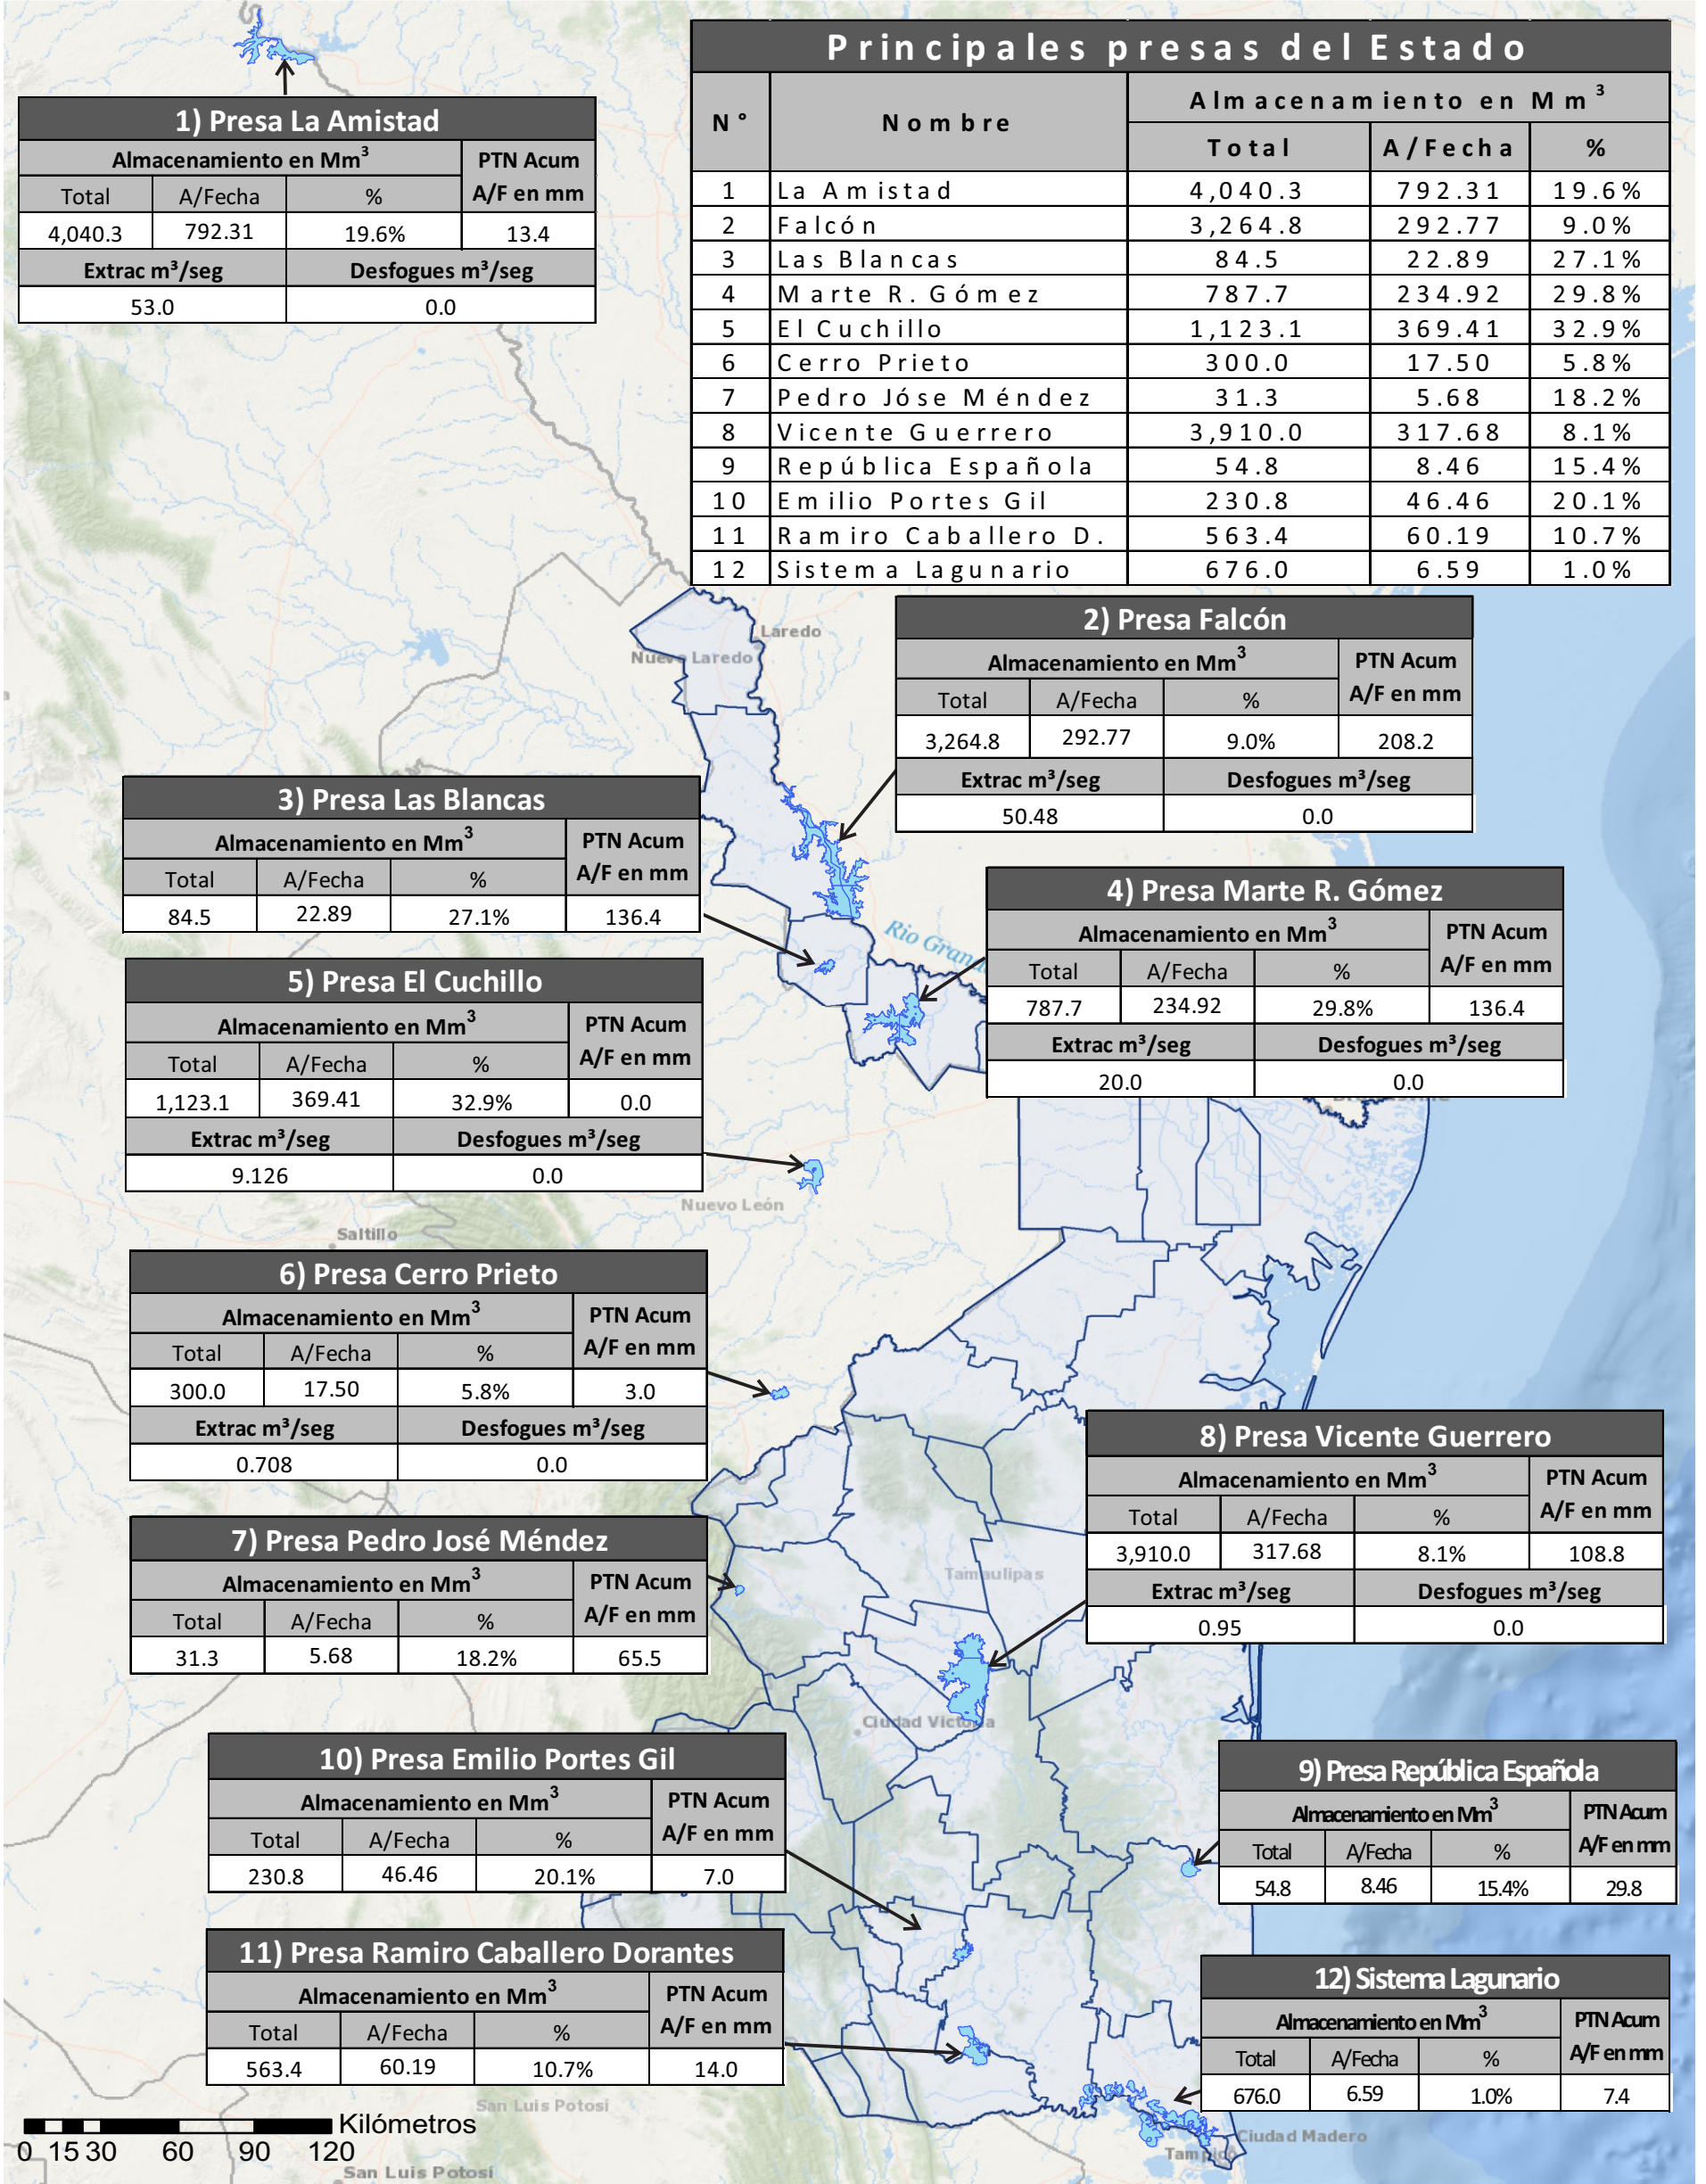 Principales presas del Estado
N° Nombre Almacenamiento en Mm³
Total A/Fecha %
1 La Amistad 4,040.3 792.31 19.6%
2 Falcón 3,264.8 292.77 9.0%
3 Las Blancas 84.5 22.89 27.1%
4 Marte R. Gómez 787.7 234.92 29.8%
5 El Cuchillo 1,123.1 369.41 32.9%
6 Cerro Prieto 300.0 17.50 5.8%
7 Pedro Jóse Méndez 31.3 5.68 18.2%
8 Vicente Guerrero 3,910.0 317.68 8.1%
9 República Española 54.8 8.46 15.4%
10 Emilio Portes Gil 230.8 46.46 20.1%
11 Ramiro Caballero D. 563.4 60.19 10.7%
12 Sistema Lagunario 676.0 6.59 1.0%
1) Presa La Amistad
Almacenamiento en Mm³ PTN Acum
Total A/Fecha % A/F en mm
4,040.3 792.31 19.6% 13.4
Extrac m³/seg Desfogues m³/seg
53.0 0.0
Laredo
Nuevo Laredo
2) Presa Falcón
Almacenamiento en Mm³ PTN Acum
Total A/Fecha % A/F en mm
3,264.8 292.77 9.0% 208.2
Extrac m³/seg Desfogues m³/seg
50.48 0.0
3) Presa Las Blancas
Almacenamiento en Mm³ PTN Acum
Total A/Fecha % A/F en mm
84.5 22.89 27.1% 136.4
Rio Grand
4) Presa Marte R. Gómez
Almacenamiento en Mm³ PTN Acum
Total A/Fecha % A/F en mm
787.7 234.92 29.8% 136.4
Extrac m³/seg Desfogues m³/seg
20.0 0.0
5) Presa El Cuchillo
Almacenamiento en Mm³ PTN Acum
Total A/Fecha % A/F en mm
1,123.1 369.41 32.9% 0.0
Extrac m³/seg Desfogues m³/seg
9.126 0.0
Nuevo León
Saltillo
6) Presa Cerro Prieto
Almacenamiento en Mm³ PTN Acum
Total A/Fecha % A/F en mm
300.0 17.50 5.8% 3.0
Extrac m³/seg Desfogues m³/seg
0.708 0.0
7) Presa Pedro José Méndez
Almacenamiento en Mm³ PTN Acum
Total A/Fecha % A/F en mm
31.3 5.68 18.2% 65.5
8) Presa Vicente Guerrero
Almacenamiento en Mm³ PTN Acum
Total A/Fecha % A/F en mm
3,910.0 317.68 8.1% 108.8
Extrac m³/seg Desfogues m³/seg
0.95 0.0
Tamaulipas
Ciudad Victoria
10) Presa Emilio Portes Gil
Almacenamiento en Mm³ PTN Acum
Total A/Fecha % A/F en mm
230.8 46.46 20.1% 7.0
9) Presa República Española
Almacenamiento en Mm³ PTN Acum
Total A/Fecha % A/F en mm
54.8 8.46 15.4% 29.8
11) Presa Ramiro Caballero Dorantes
Almacenamiento en Mm³ PTN Acum
Total A/Fecha % A/F en mm
563.4 60.19 10.7% 14.0
12) Sistema Lagunario
Almacenamiento en Mm³ PTN Acum
Total A/Fecha % A/F en mm
676.0 6.59 1.0% 7.4
San Luis Potosí
Ciudad Madero
Tampico
Kilómetros
0 15 30 60 90 120
San Luis Potosí